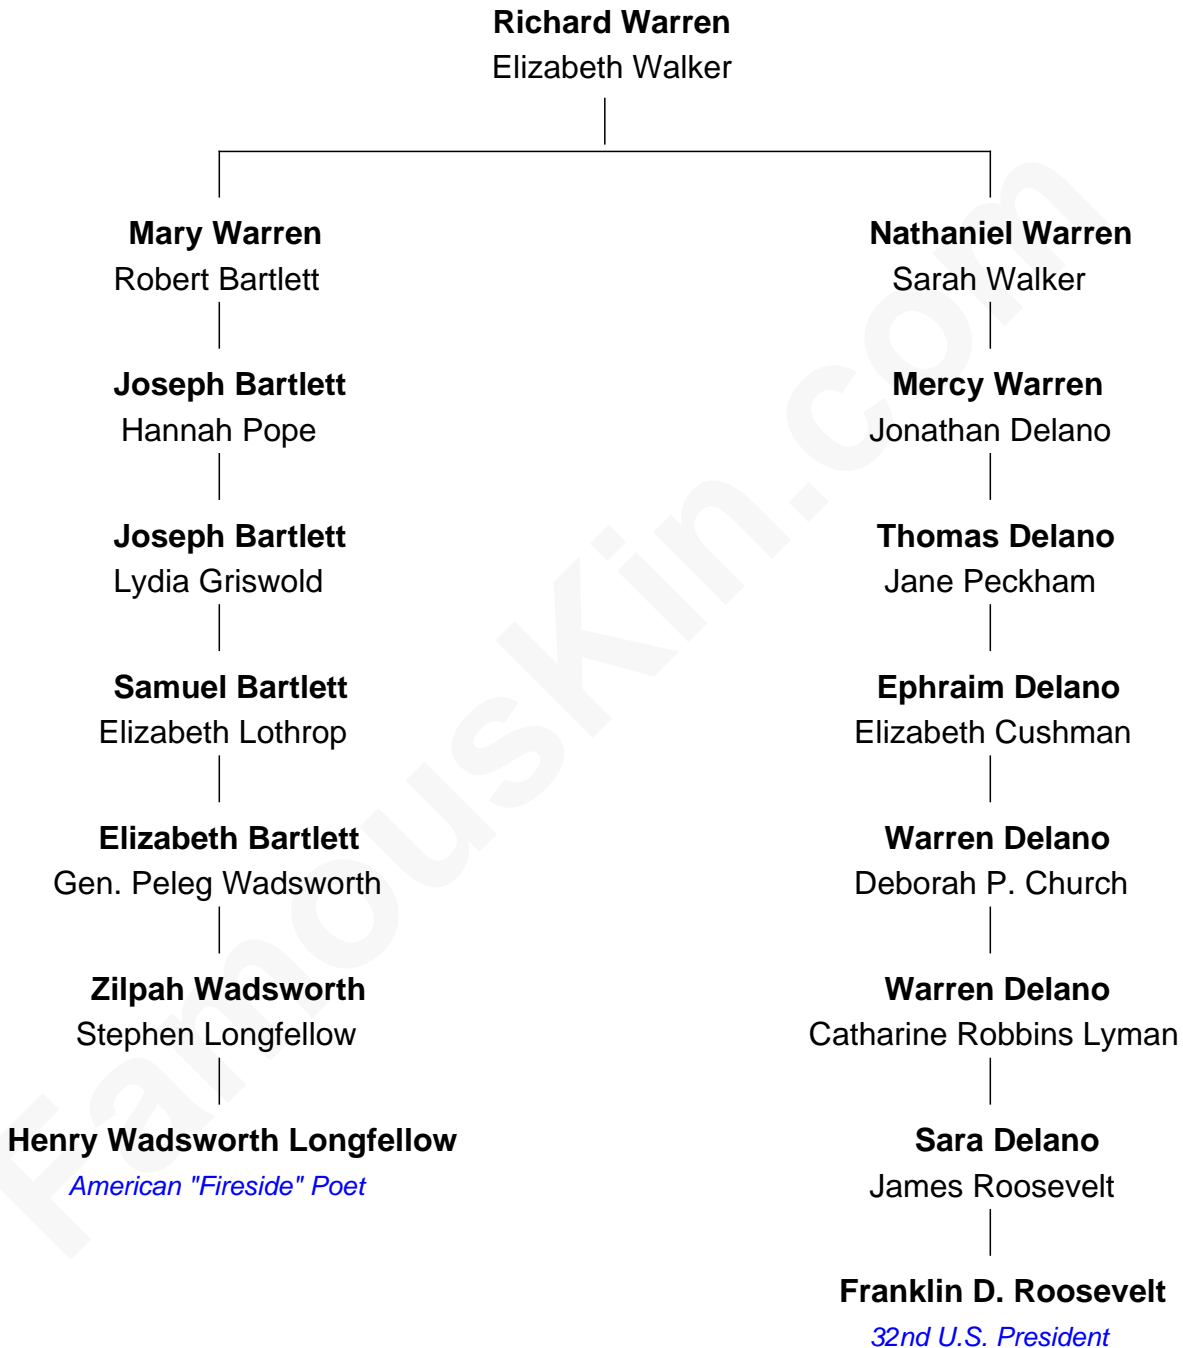 Richard Warren
Elizabeth Walker
Mary Warren
Robert Bartlett
Joseph Bartlett
Hannah Pope
Joseph Bartlett
Lydia Griswold
Samuel Bartlett
Elizabeth Lothrop
Elizabeth Bartlett
Gen. Peleg Wadsworth
Zilpah Wadsworth
Stephen Longfellow
Henry Wadsworth Longfellow
American "Fireside" Poet
Nathaniel Warren
Sarah Walker
Mercy Warren
Jonathan Delano
Thomas Delano
Jane Peckham
Ephraim Delano
Elizabeth Cushman
Warren Delano
Deborah P. Church
Warren Delano
Catharine Robbins Lyman
Sara Delano
James Roosevelt
Franklin D. Roosevelt
32nd U.S. President
FamousKin.com